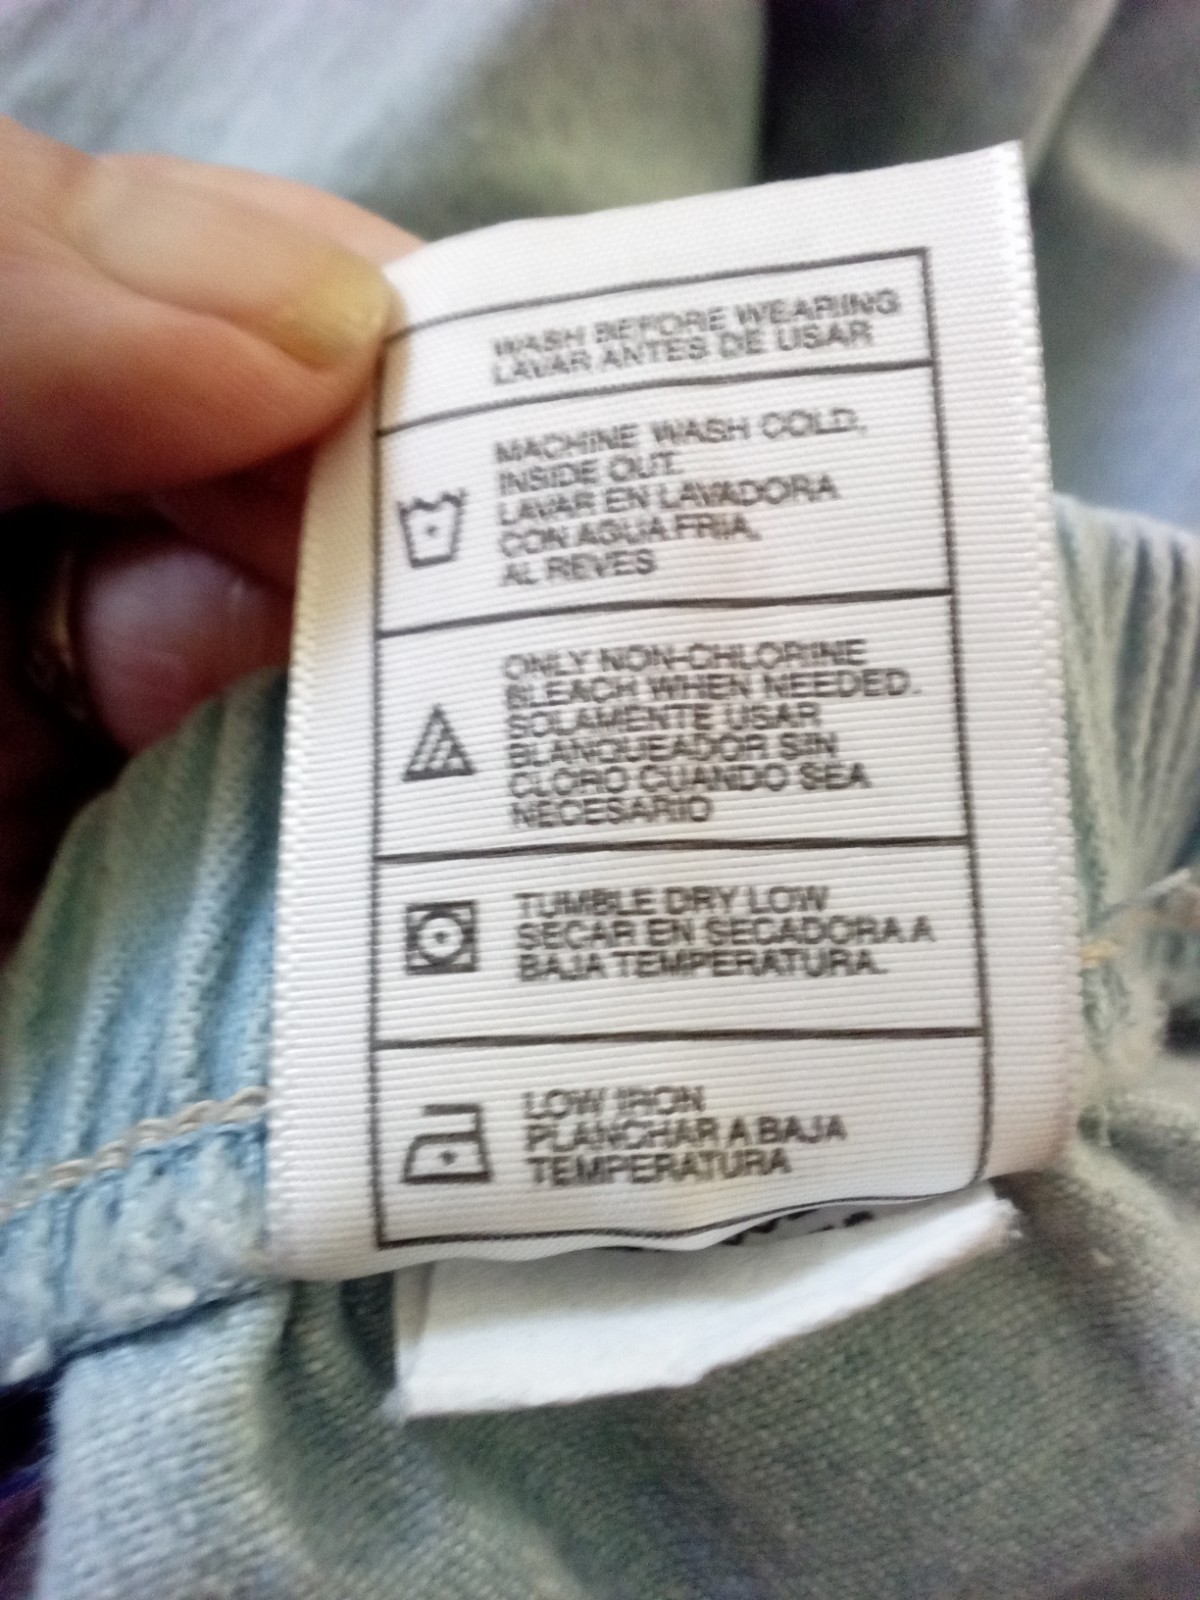 WASH BEFORE WEARING
LAVAR ANTES DE USAR
MACHINE WASH COLD,
INSIDE OUT.
LAVAR EN LAVADORA
CON AGUA FRIA,
AL REVES
ONLY NON-CHLORINE
BLEACH WHEN NEEDED.
SOLAMENTE USAR
BLANQUEADOR SIN
CLORO CUANDO SEA
NECESARIO
TUMBLE DRY LOW
SECAR EN SECADORA A
BAJA TEMPERATURA.
LOW IRON
PLANCHAR A BAJA
TEMPERATURA